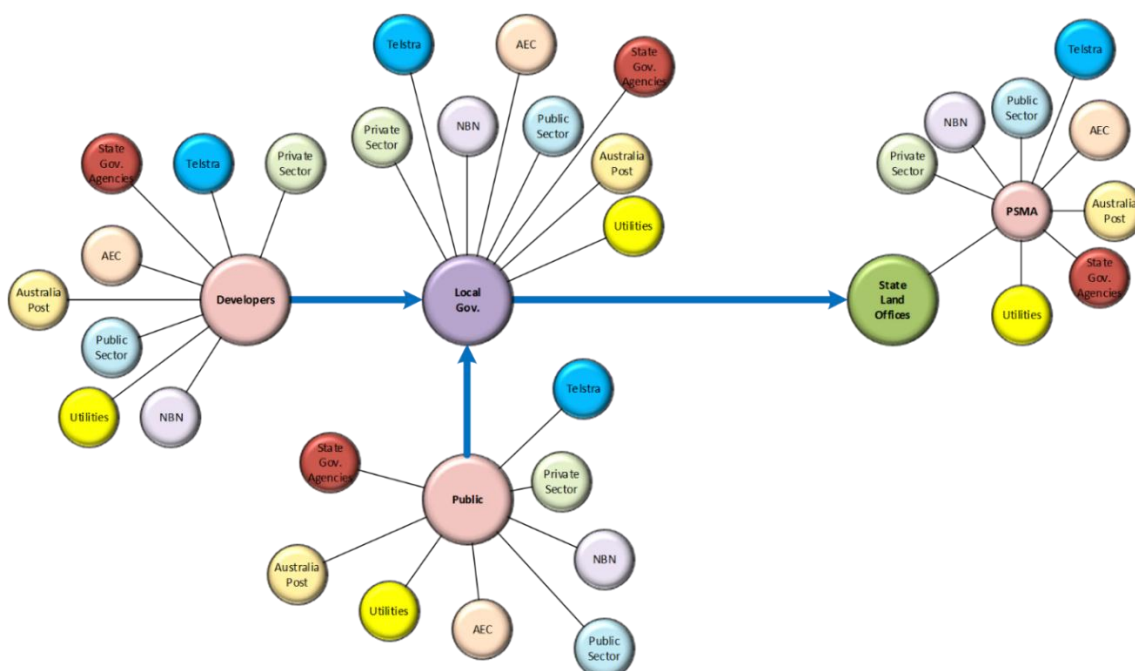 Telstra
AEC
State
Gov.
Agencies
Private
Sector
NBN
Public
Sector
Australia
Post
Utilities
Local
Gov.
State
Gov.
Agencies
Telstra
Private
Sector
AEC
Australia
Post
Public
Sector
Utilities
NBN
Developers
Telstra
State
Gov.
Agencies
Private
Sector
Public
NBN
Australia
Post
Utilities
AEC
Public
Sector
State
Land
Offices
Telstra
Public
Sector
NBN
AEC
Private
Sector
PSMA
Australia
Post
State
Gov.
Agencies
Utilities